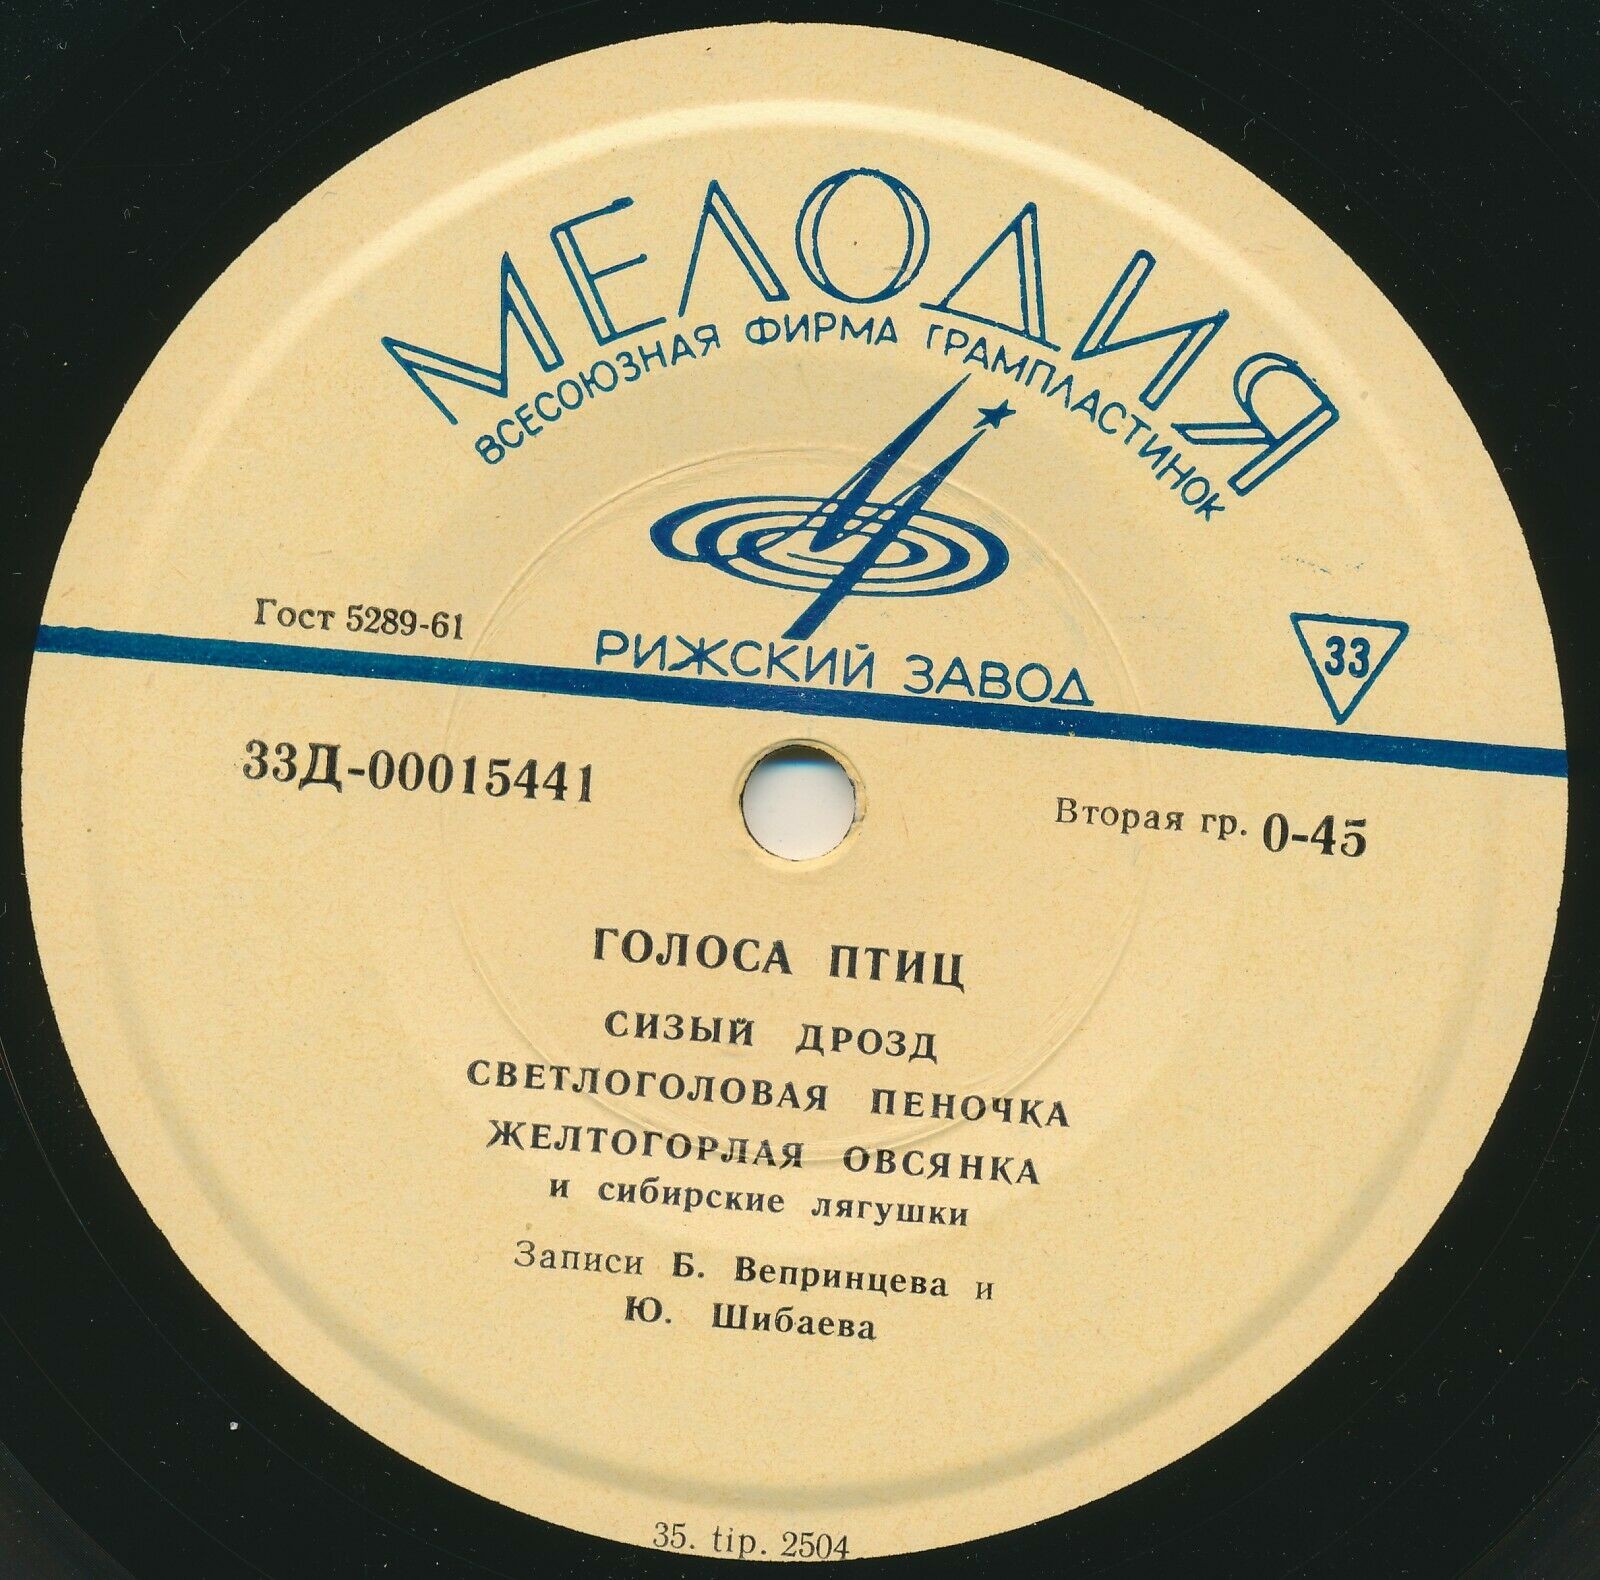 МЕЛОДИЯ
ВСЕСОЮЗНАЯ ФИРМА ГРАМПЛАСТИНОК
Гост 5289-61
РИЖСКИЙ ЗАВОД
33
33Д-00015441
Вторая гр. 0-45
ГОЛОСА ПТИЦ
СИЗЫЙ ДРОЗД
СВЕТЛОГОЛОВАЯ ПЕНОЧКА
ЖЕЛТОГОРЛАЯ ОВСЯНКА
и сибирские лягушки
Записи Б. Вепринцева и
Ю. Шибаева
35. tip. 2504